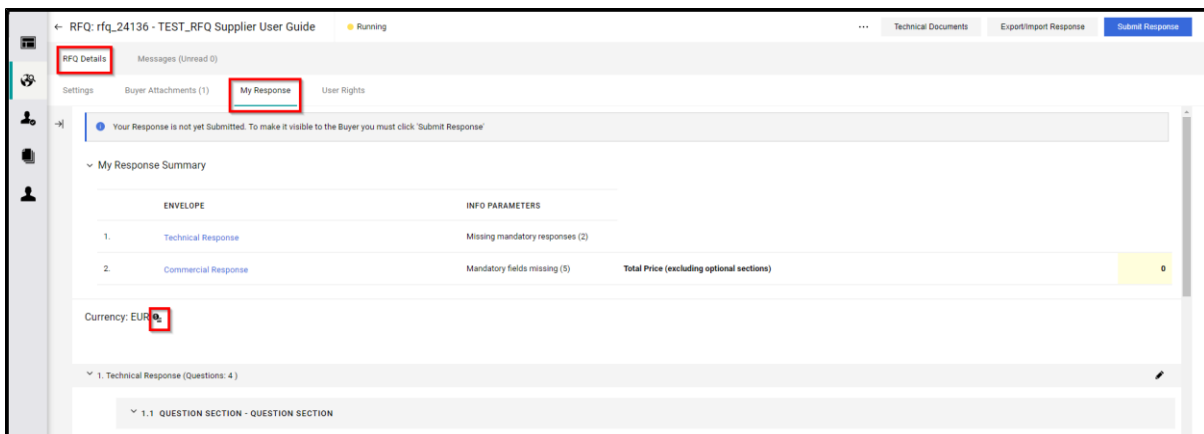 ← RFQ: rfq_24136 - TEST_RFQ Supplier User Guide Running ... Technical Documents Export/Import Response Submit Response
RFQ Details Messages (Unread 0)
Settings Buyer Attachments (1) My Response User Rights
Your Response is not yet Submitted. To make it visible to the Buyer you must click 'Submit Response'
My Response Summary
ENVELOPE INFO PARAMETERS
1. Technical Response Missing mandatory responses (2)
2. Commercial Response Mandatory fields missing (5) Total Price (excluding optional sections) 0
Currency: EUR
1. Technical Response (Questions: 4 )
1.1 QUESTION SECTION - QUESTION SECTION